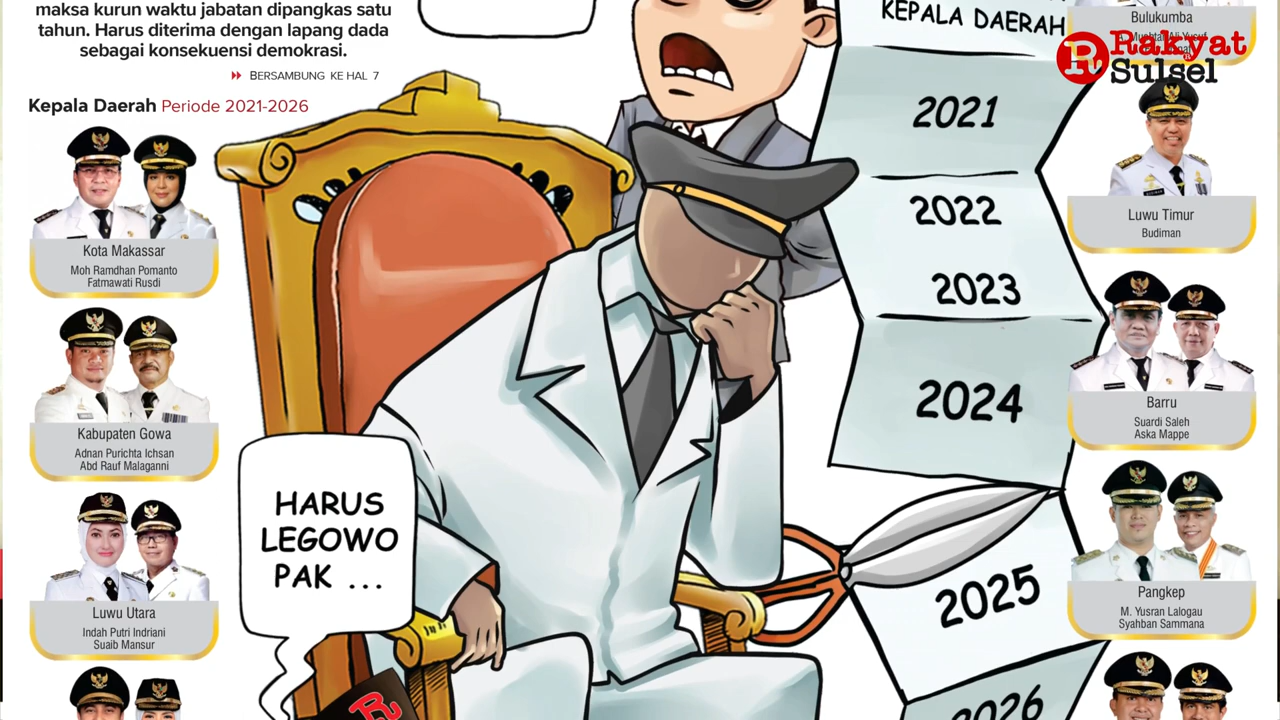 maksa kurun waktu jabatan dipangkas satu
tahun. Harus diterima dengan lapang dada
sebagai konsekuensi demokrasi.
BERSAMBUNG KE HAL 7
Kepala Daerah Periode 2021-2026
Kota Makassar
Moh Ramdhan Pomanto
Fatmawati Rusdi
Kabupaten Gowa
Adnan Purichta Ichsan
Abd Rauf Malaganni
Luwu Utara
Indah Putri Indriani
Suaib Mansur
HARUS
LEGOWO
PAK ...
R
KEPALA DAERAH
2021
2022
2023
2024
2025
2026
Bulukumba
R Rakyat
Sulsel
Luwu Timur
Budiman
Barru
Suardi Saleh
Aska Mappe
Pangkep
M. Yusran Lalogau
Syahban Sammana